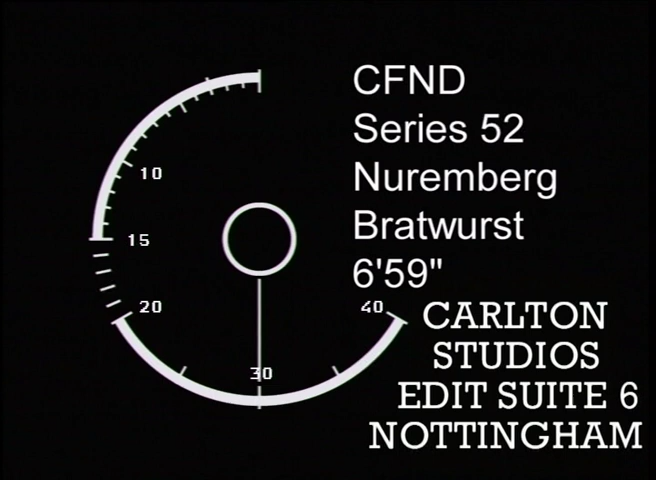 CFND
Series 52
Nuremberg
Bratwurst
6'59"
10
15
20
30
40
CARLTON
STUDIOS
EDIT SUITE 6
NOTTINGHAM